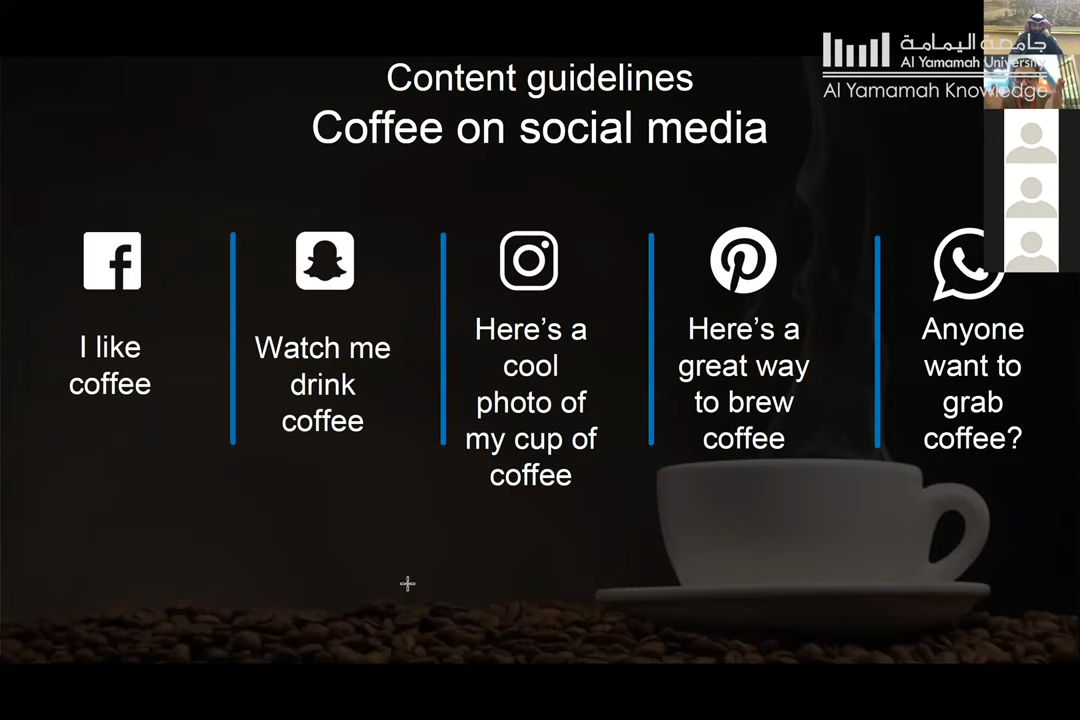 جامعة اليمامة
Al Yamamah University
Al Yamamah Knowledge
Content guidelines
Coffee on social media
I like
coffee
Watch me
drink
coffee
Here’s a
cool
photo of
my cup of
coffee
Here’s a
great way
to brew
coffee
Anyone
want to
grab
coffee?